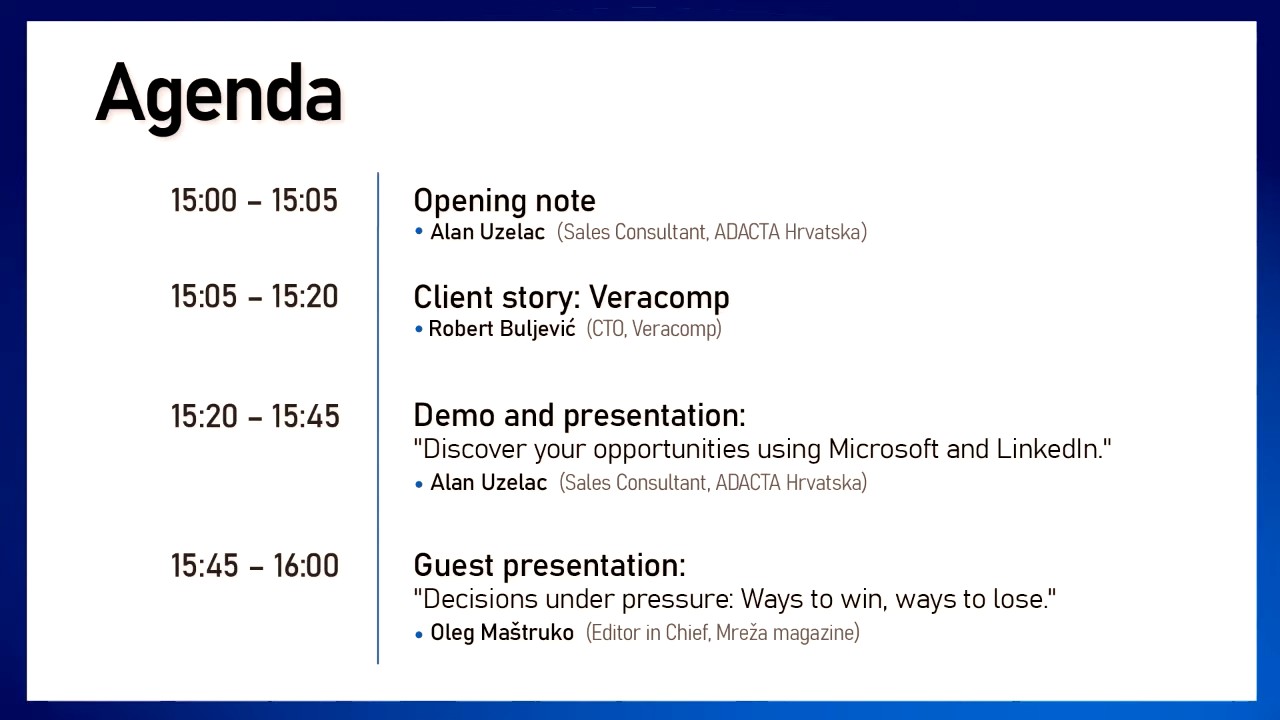 Agenda
15:00 – 15:05
Opening note
• Alan Uzelac (Sales Consultant, ADACTA Hrvatska)
15:05 – 15:20
Client story: Veracomp
• Robert Buljević (CTO, Veracomp)
15:20 – 15:45
Demo and presentation:
"Discover your opportunities using Microsoft and LinkedIn."
• Alan Uzelac (Sales Consultant, ADACTA Hrvatska)
15:45 – 16:00
Guest presentation:
"Decisions under pressure: Ways to win, ways to lose."
• Oleg Maštruko (Editor in Chief, Mreža magazine)